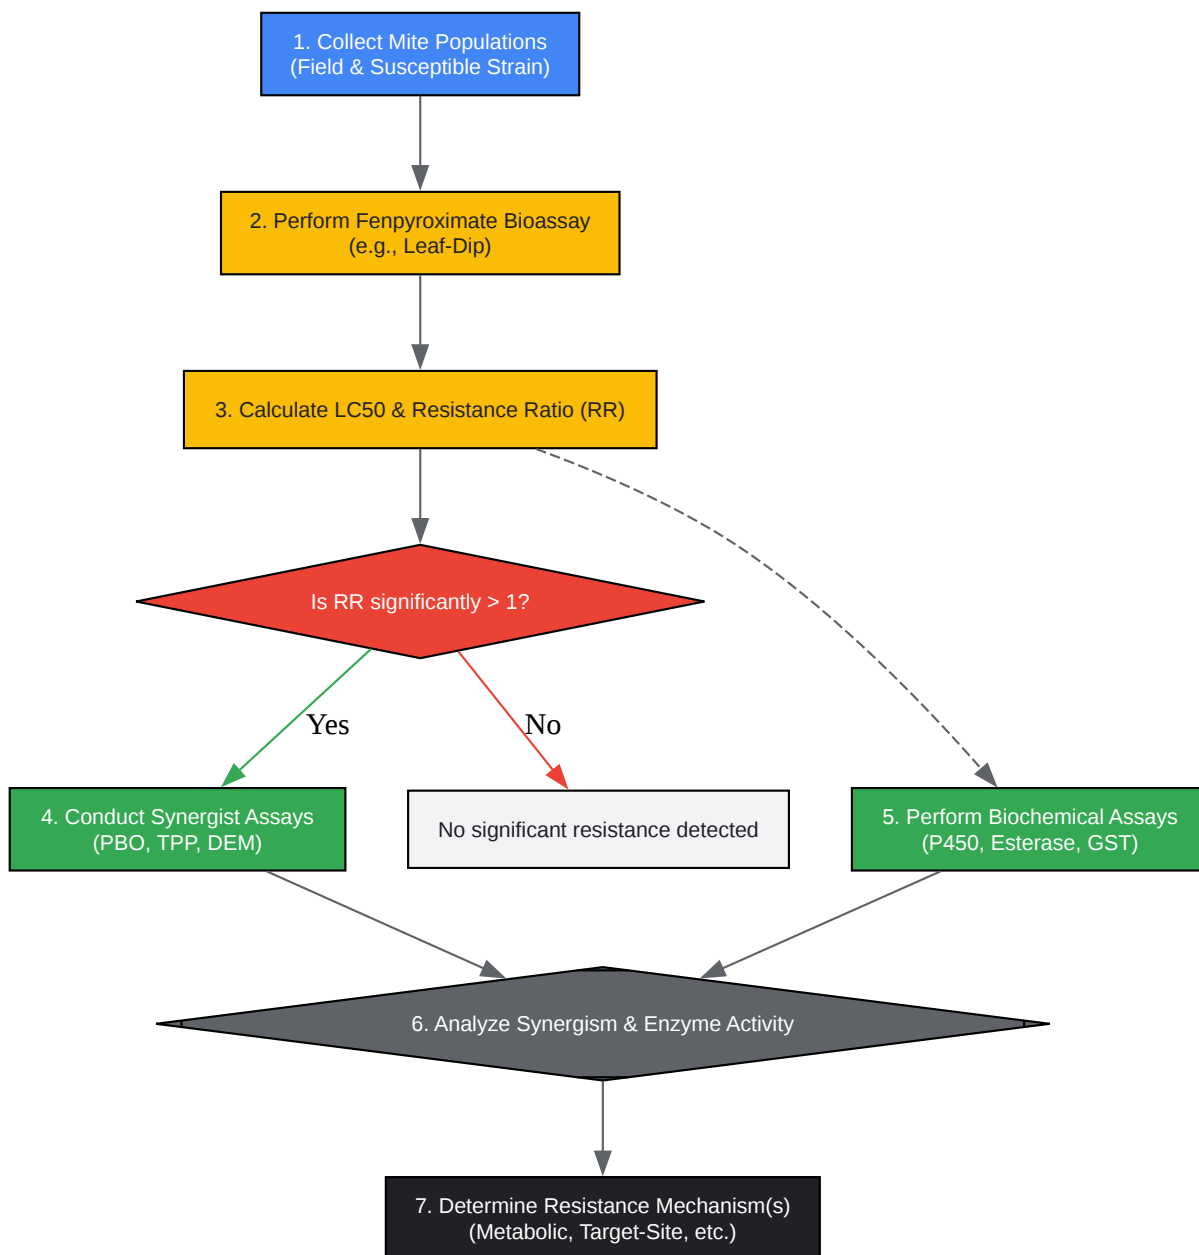 1. Collect Mite Populations
(Field & Susceptible Strain)
2. Perform Fenpyroximate Bioassay
(e.g., Leaf-Dip)
3. Calculate LC50 & Resistance Ratio (RR)
Is RR significantly > 1?
Yes
No
4. Conduct Synergist Assays
(PBO, TPP, DEM)
No significant resistance detected
5. Perform Biochemical Assays
(P450, Esterase, GST)
6. Analyze Synergism & Enzyme Activity
7. Determine Resistance Mechanism(s)
(Metabolic, Target-Site, etc.)